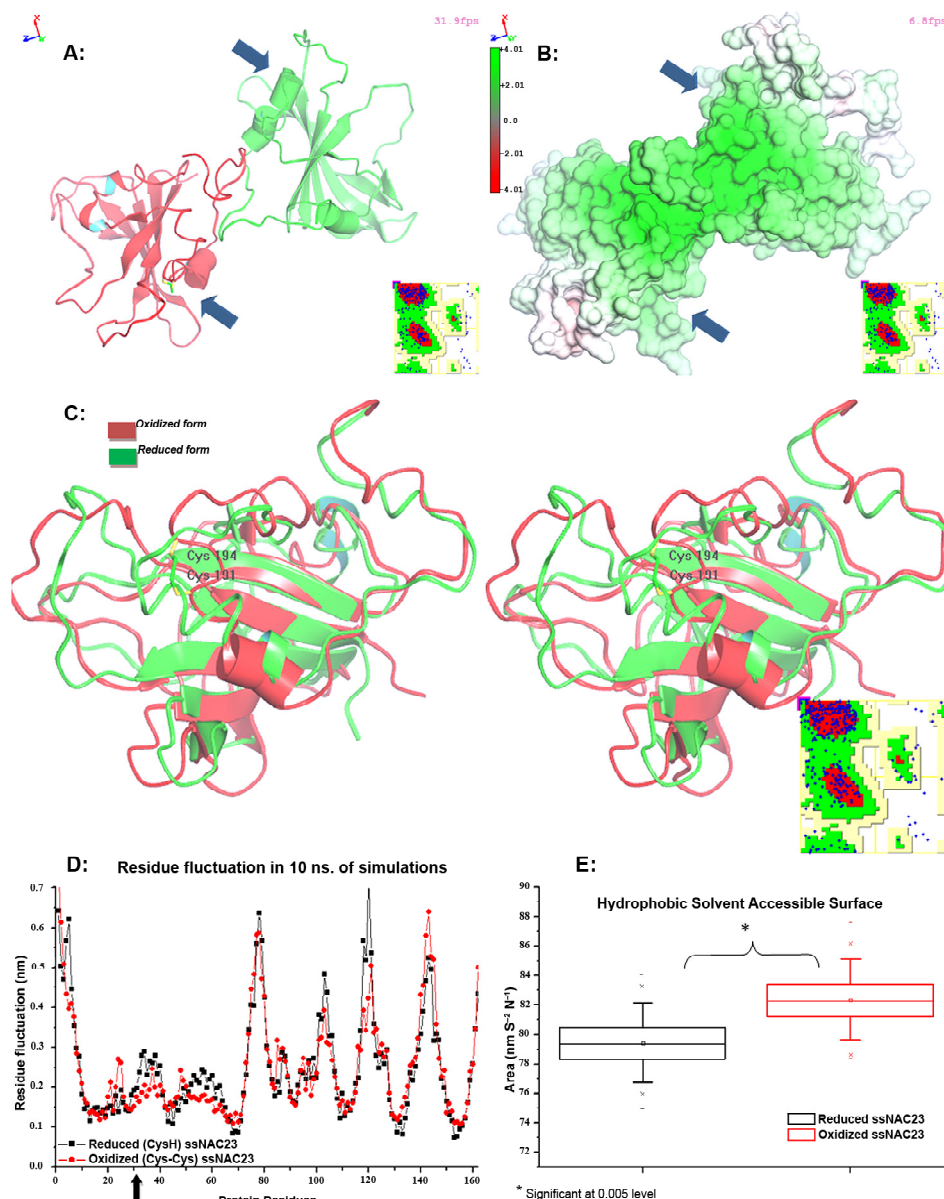 X
Z
31.9fps
A:
X
Z
6.8fps
B:
+4.01
+2.01
0.0
-2.01
-4.01
C:
Oxidized form
Reduced form
Cys 194
Cys 191
Cys 194
Cys 191
D:
Residue fluctuation in 10 ns. of simulations
Residue fluctuation (nm)
0.7
0.6
0.5
0.4
0.3
0.2
0.1
0.0
Reduced (CysH) ssNAC23
Oxidized (Cys-Cys) ssNAC23
0 20 40 60 80 100 120 140 160
E:
Hydrophobic Solvent Accessible Surface
*
Area (nm S⁻² N⁻¹)
90
88
86
84
82
80
78
76
74
72
Reduced ssNAC23
Oxidized ssNAC23
* Significant at 0.005 level